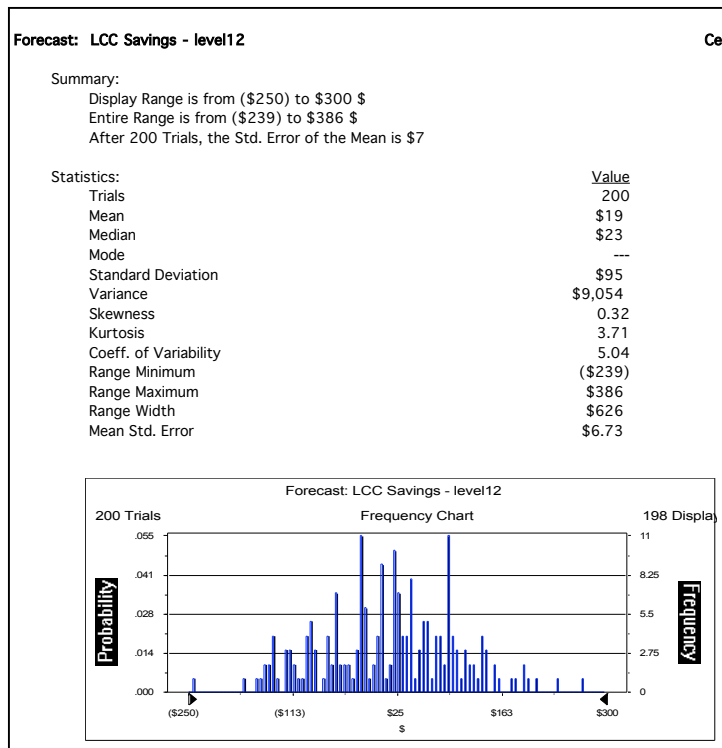 Forecast: LCC Savings - level12 Ce
Summary:
Display Range is from ($250) to $300 $
Entire Range is from ($239) to $386 $
After 200 Trials, the Std. Error of the Mean is $7
Statistics: Value
Trials 200
Mean $19
Median $23
Mode ---
Standard Deviation $95
Variance $9,054
Skewness 0.32
Kurtosis 3.71
Coeff. of Variability 5.04
Range Minimum ($239)
Range Maximum $386
Range Width $626
Mean Std. Error $6.73
Forecast: LCC Savings - level12
200 Trials Frequency Chart 198 Display
.055 11
.041 8.25
.028 5.5
.014 2.75
.000 0
Probability
Frequency
($250) ($113) $25 $163 $300
$